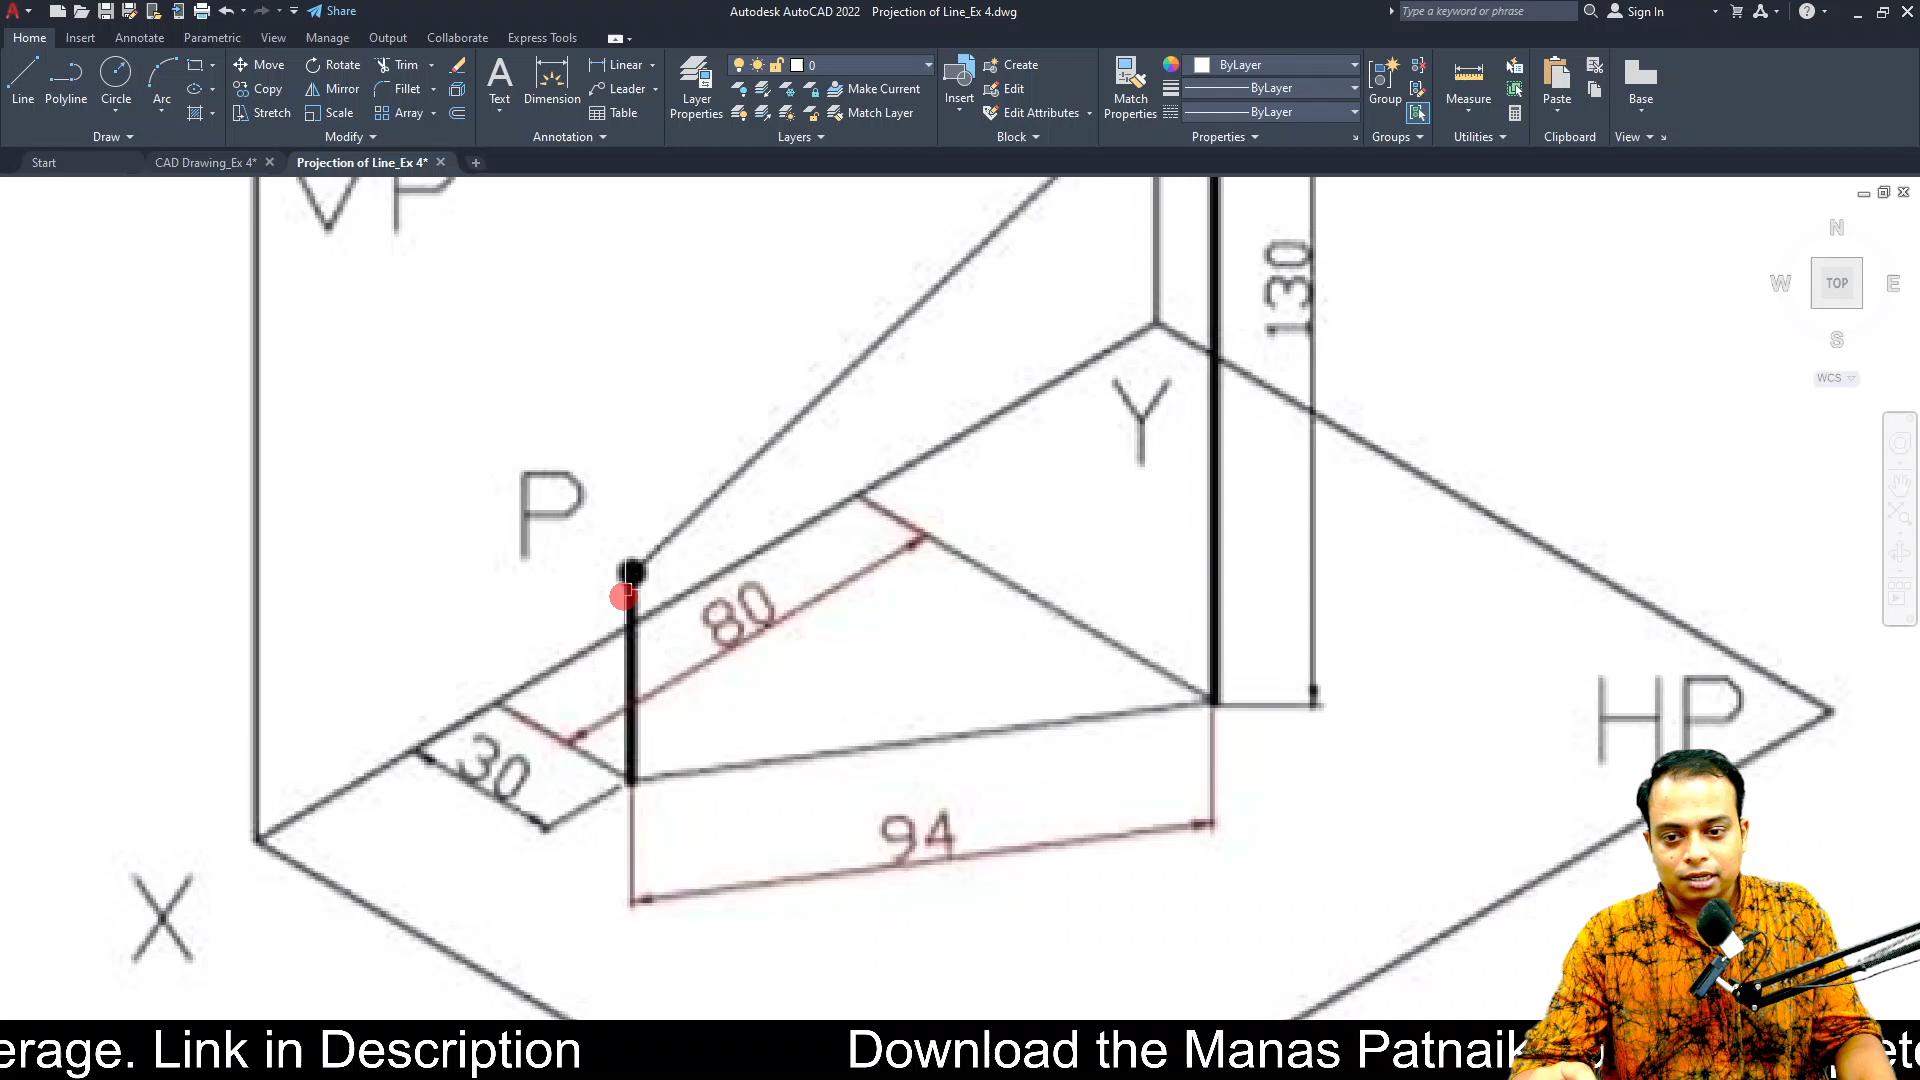 Share
Autodesk AutoCAD 2022 Projection of Line_Ex 4.dwg
Type a keyword or phrase
Sign In
Home Insert Annotate Parametric View Manage Output Collaborate Express Tools
Line Polyline Circle Arc
Move Rotate Trim
Copy Mirror Fillet
Stretch Scale Array
Text Dimension
Linear
Leader
Table
Layer Properties
0
Make Current
Match Layer
Insert
Create
Edit
Edit Attributes
Match Properties
ByLayer
ByLayer
ByLayer
Group
Measure
Paste
Base
Draw Modify Annotation Layers Block Properties Groups Utilities Clipboard View
Start CAD Drawing_Ex 4* Projection of Line_Ex 4*
VP
N
W TOP E
S
WCS
130
Y
P
80
HP
30
94
X
erage. Link in Description Download the Manas Patnaik